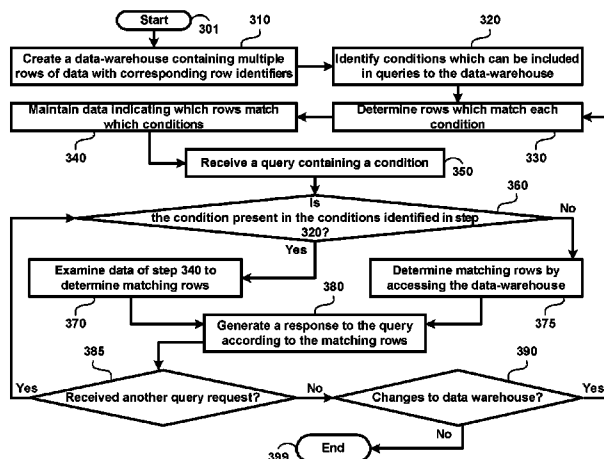 Start
301
310
Create a data-warehouse containing multiple
rows of data with corresponding row identifiers
320
Identify conditions which can be included
in queries to the data-warehouse
Maintain data indicating which rows match
which conditions
340
Determine rows which match each
condition
330
Receive a query containing a condition
350
Is
the condition present in the conditions identified in step
320?
360
No
Yes
Examine data of step 340 to
determine matching rows
370
Determine matching rows by
accessing the data-warehouse
375
380
Generate a response to the query
according to the matching rows
385
Yes
Received another query request?
No
390
Changes to data warehouse?
Yes
No
End
399